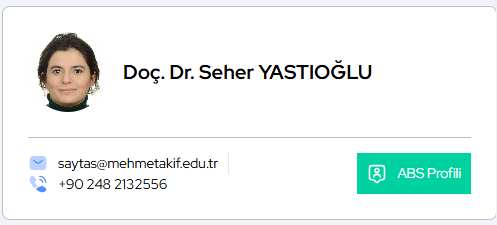 Doç. Dr. Seher YASTIOĞLU
saytas@mehmetakif.edu.tr
+90 248 2132556
ABS Profili